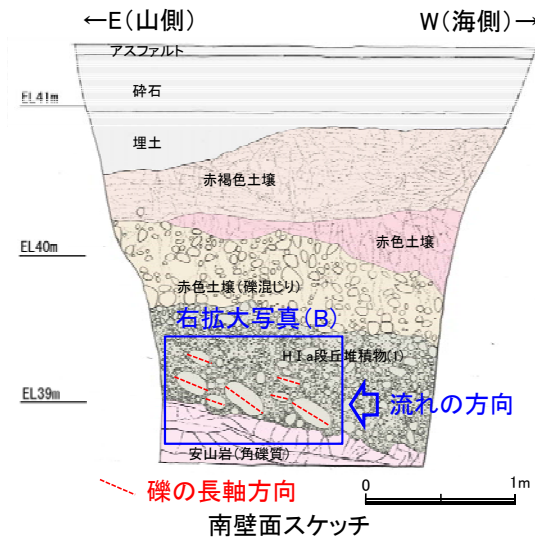 ←E(山側)
W(海側)→
アスファルト
EL41m
砕石
埋土
赤褐色土壌
赤色土壌
EL40m
赤色土壌(礫混じり)
右拡大写真(B)
HⅠa段丘堆積物(1)
EL39m
流れの方向
安山岩(角礫質)
礫の長軸方向
0
1m
南壁面スケッチ